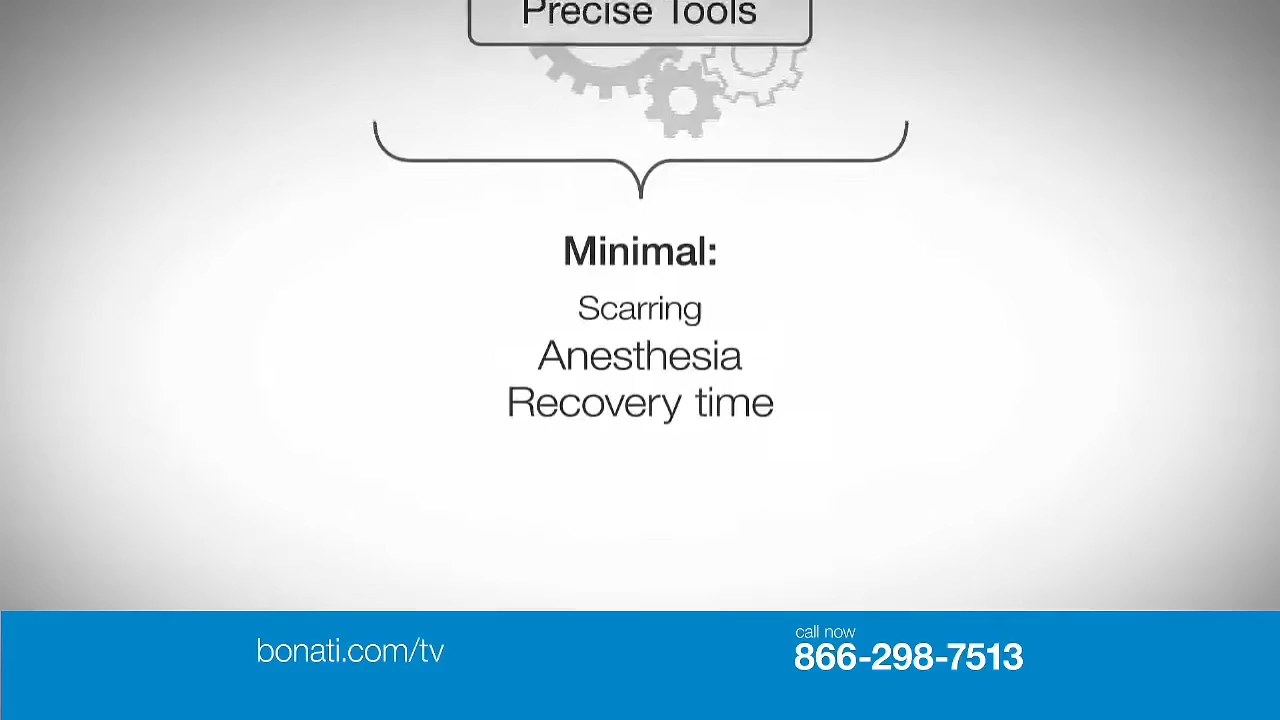 Precise Tools
Minimal:
Scarring
Anesthesia
Recovery time
bonati.com/tv
call now
866-298-7513